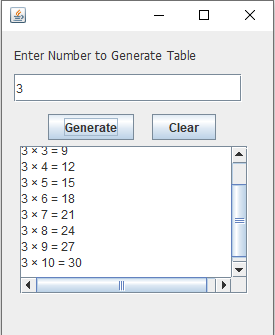 Enter Number to Generate Table
3
Generate Clear
3 × 3 = 9
3 × 4 = 12
3 × 5 = 15
3 × 6 = 18
3 × 7 = 21
3 × 8 = 24
3 × 9 = 27
3 × 10 = 30